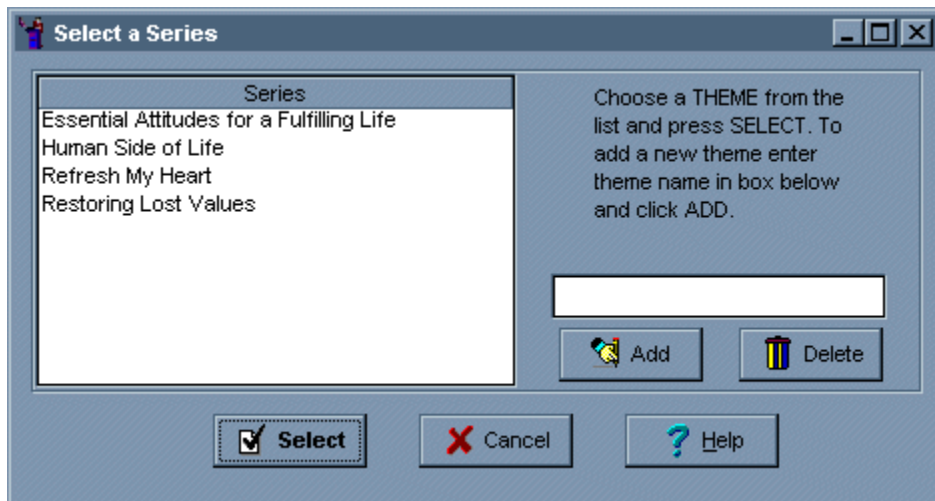 Select a Series
Series
Essential Attitudes for a Fulfilling Life
Human Side of Life
Refresh My Heart
Restoring Lost Values
Choose a THEME from the
list and press SELECT. To
add a new theme enter
theme name in box below
and click ADD.
Add
Delete
Select
Cancel
Help